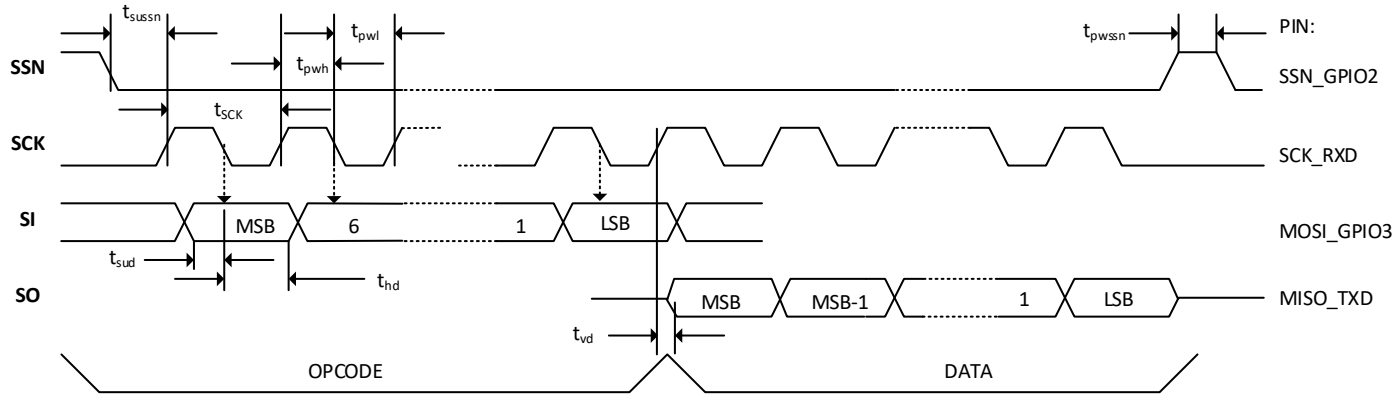 t_sussn t_pwl t_pwssn PIN:
SSN t_pwh SSN_GPIO2
t_SCK
SCK SCK_RXD
SI MSB 6 1 LSB MOSI_GPIO3
t_sud t_hd
SO MSB MSB-1 1 LSB MISO_TXD
t_vd
OPCODE DATA